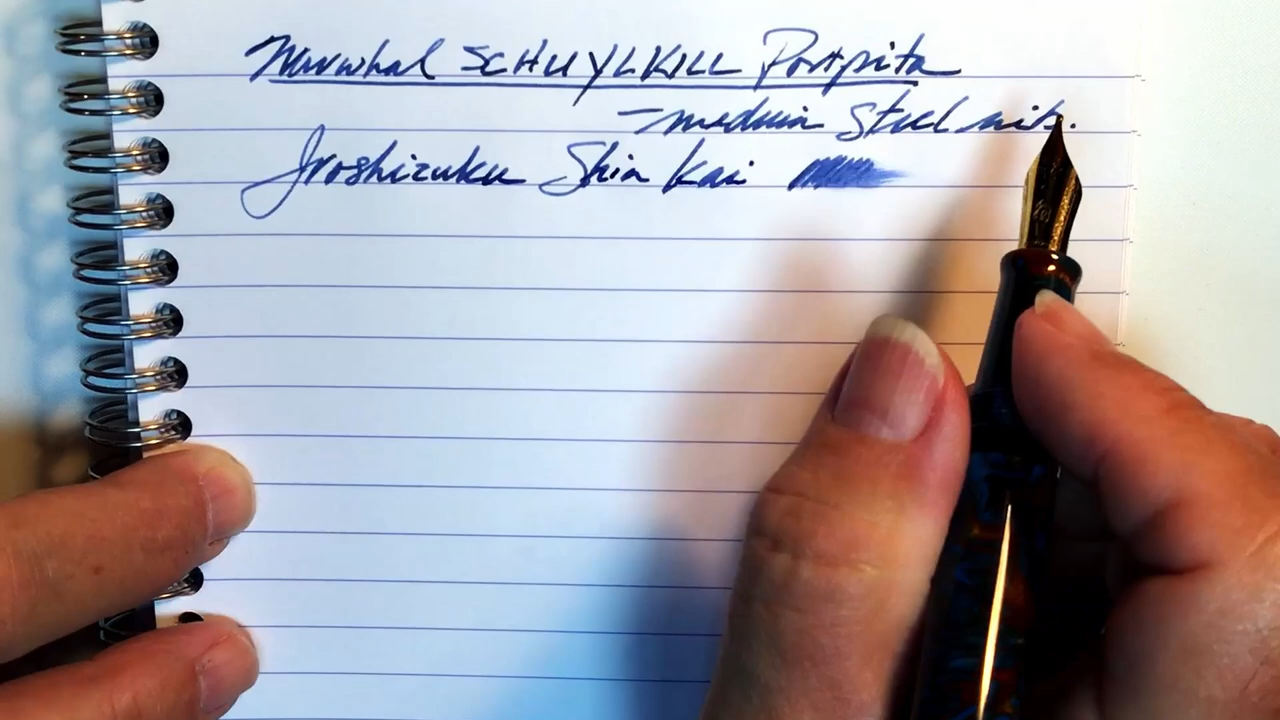 Narwhal SCHUYLKILL Porpita
- medium steel nib.
Iroshizuku Shin Kai